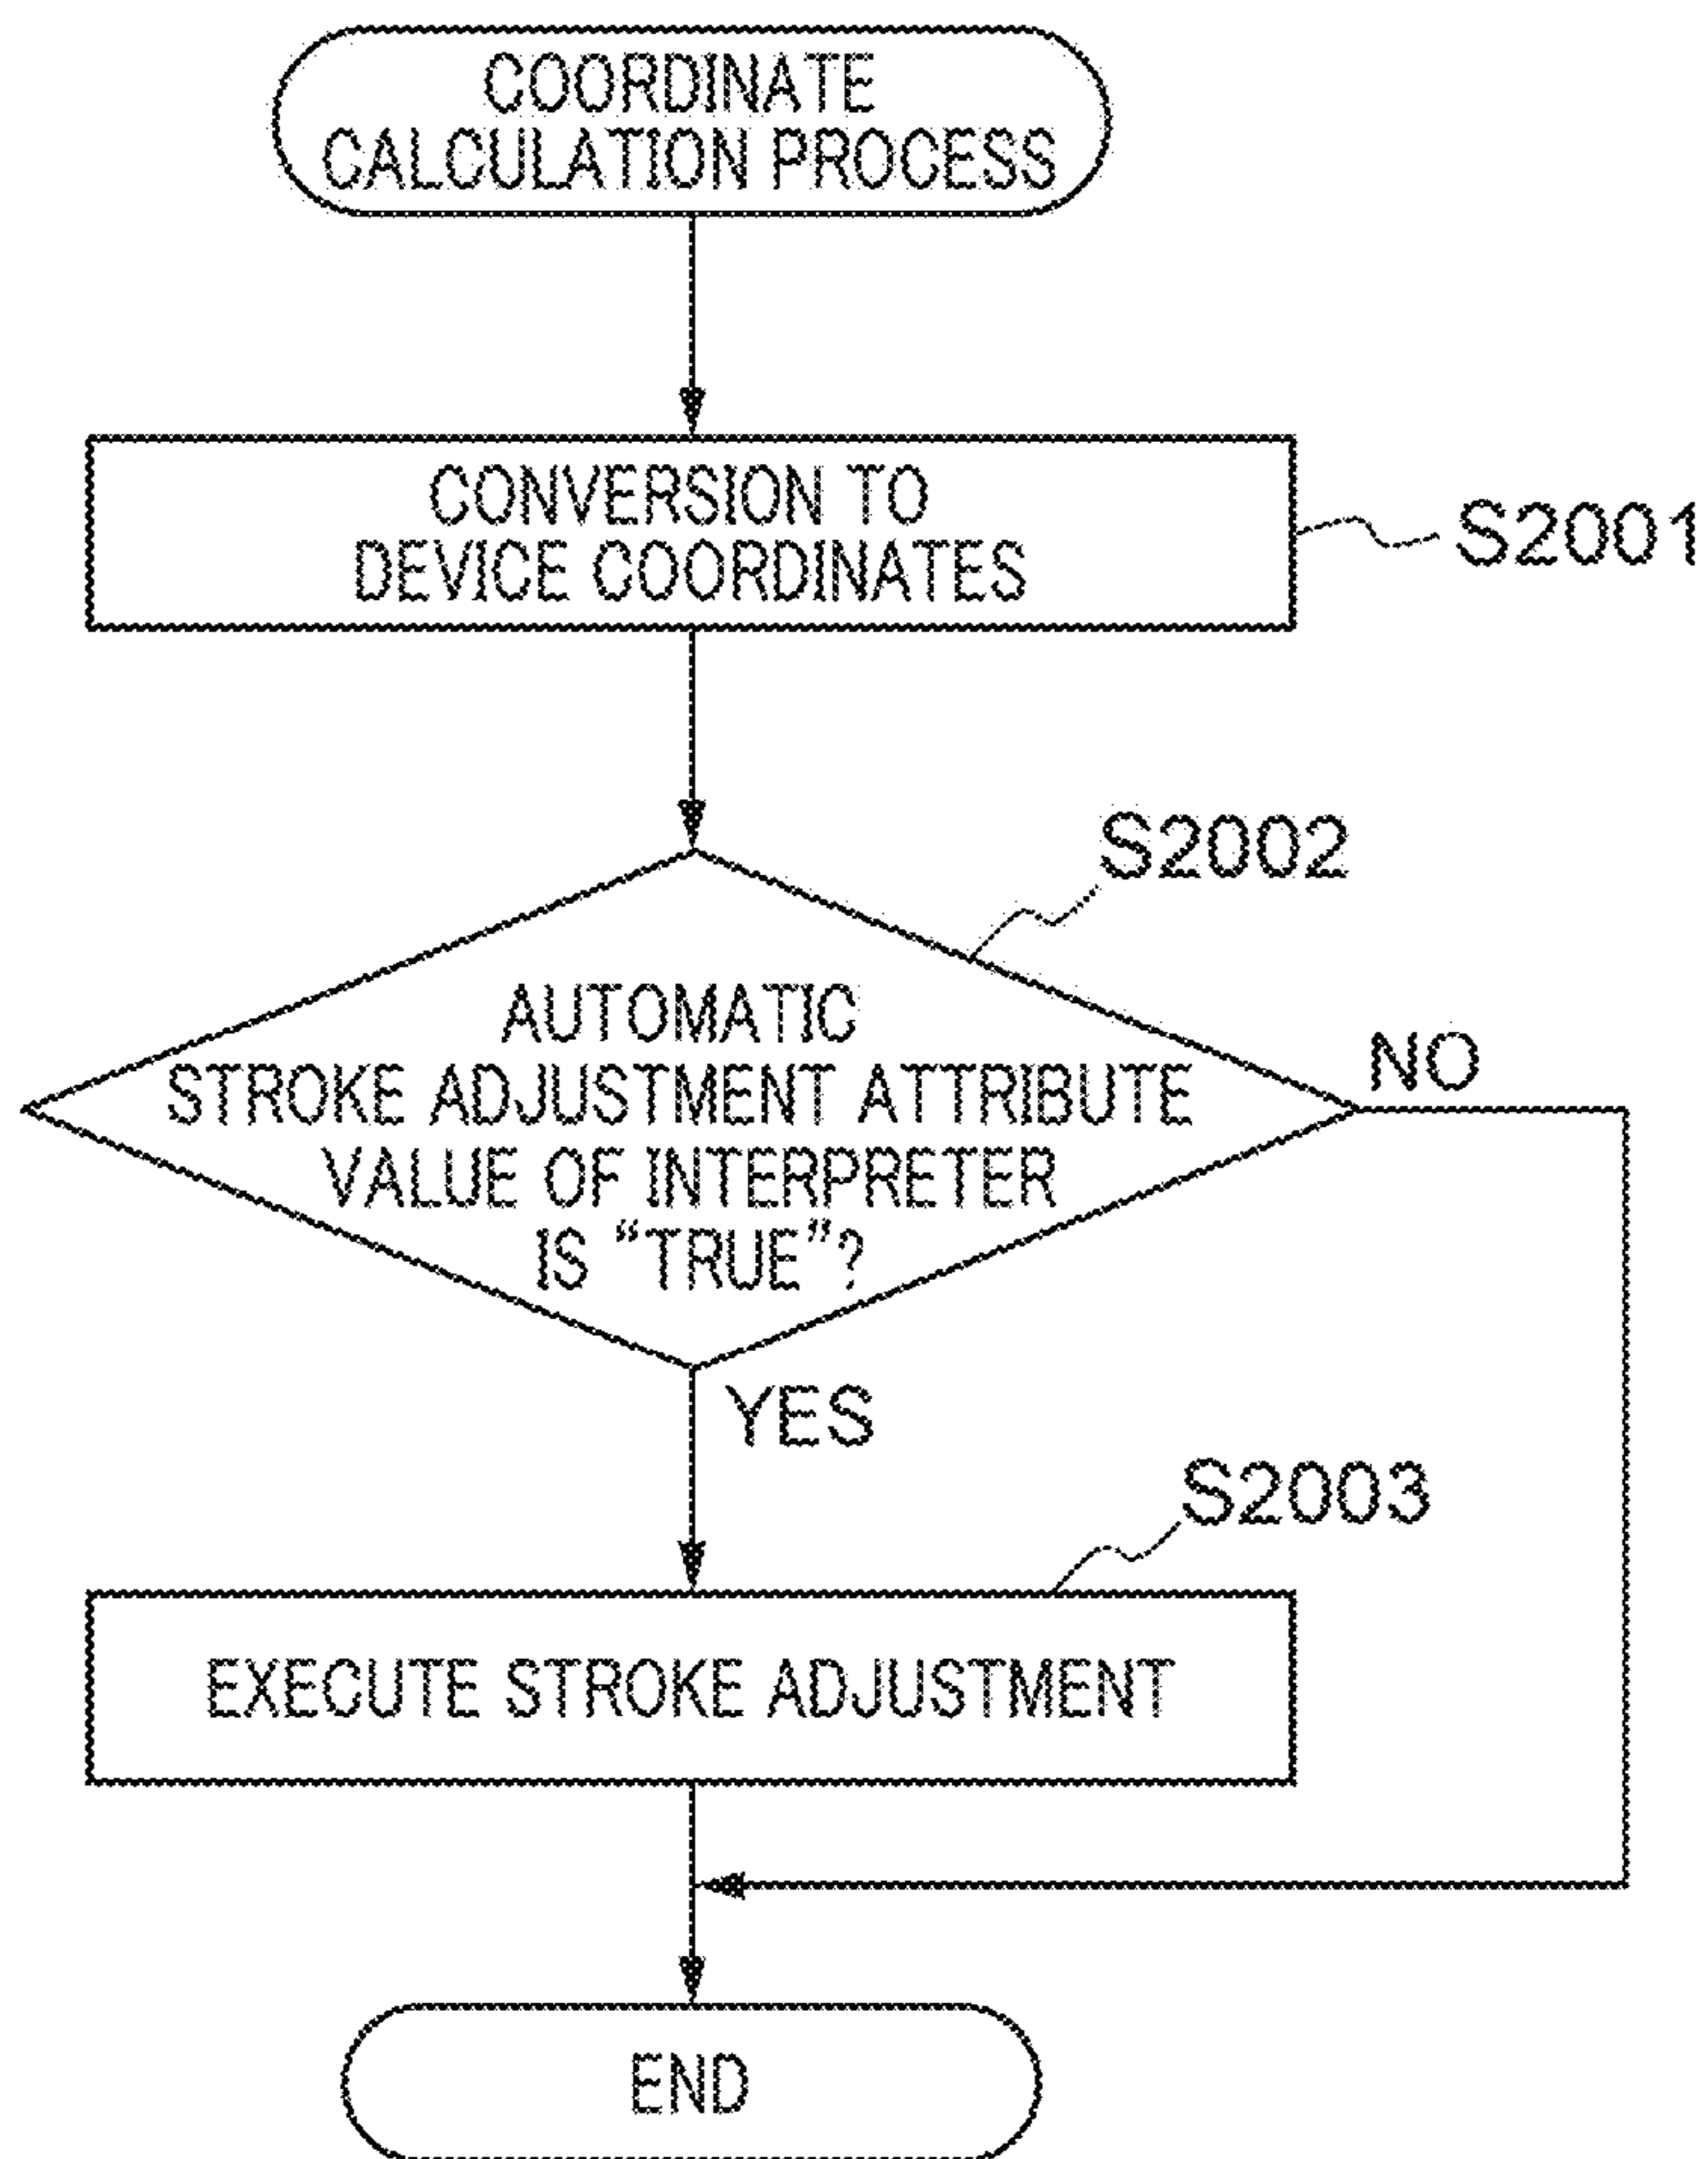 COORDINATE
CALCULATION PROCESS
CONVERSION TO
DEVICE COORDINATES
S2001
S2002
AUTOMATIC
STROKE ADJUSTMENT ATTRIBUTE
VALUE OF INTERPRETER
IS “TRUE”?
NO
YES
S2003
EXECUTE STROKE ADJUSTMENT
END